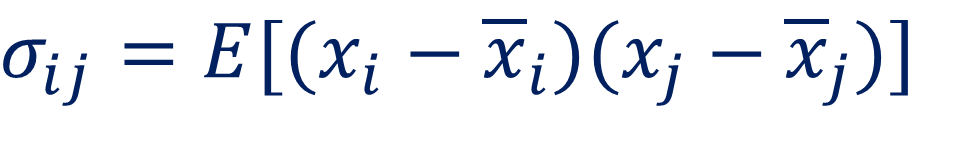 σᵢⱼ = E[(xᵢ − x̅ᵢ)(xⱼ − x̅ⱼ)]